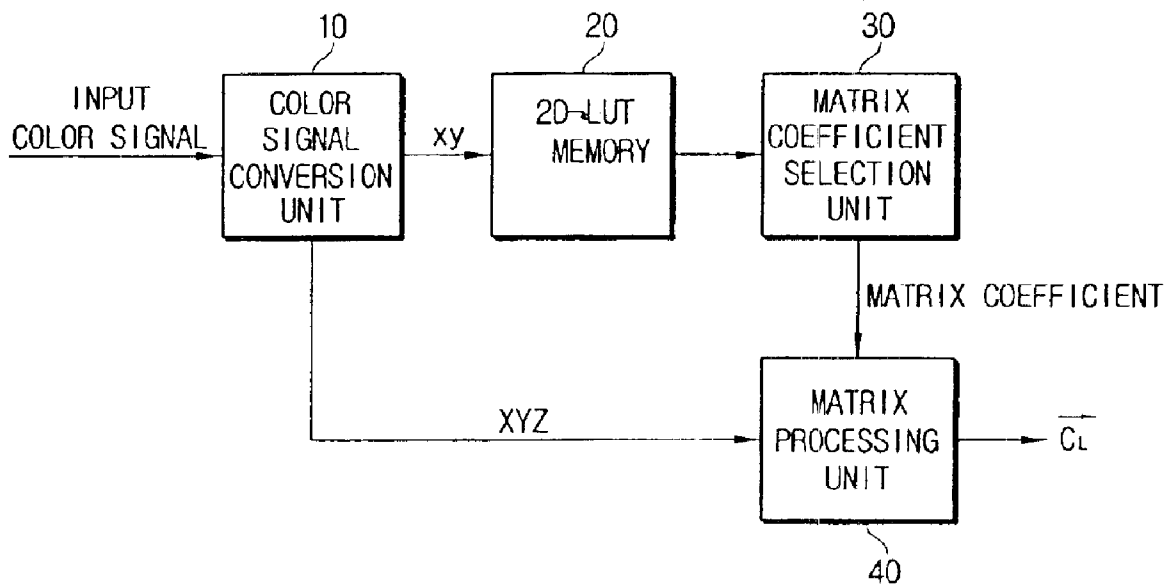 10
20
30
INPUT
COLOR SIGNAL
COLOR
SIGNAL
CONVERSION
UNIT
xy
2D-LUT
MEMORY
MATRIX
COEFFICIENT
SELECTION
UNIT
MATRIX COEFFICIENT
XYZ
MATRIX
PROCESSING
UNIT
CL
40